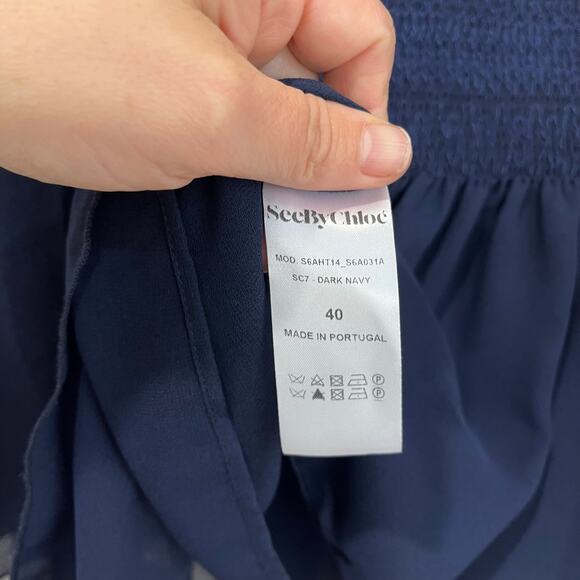 SeeByChloé
MOD. S6AHT14_S6A031A
SC7 - DARK NAVY
40
MADE IN PORTUGAL